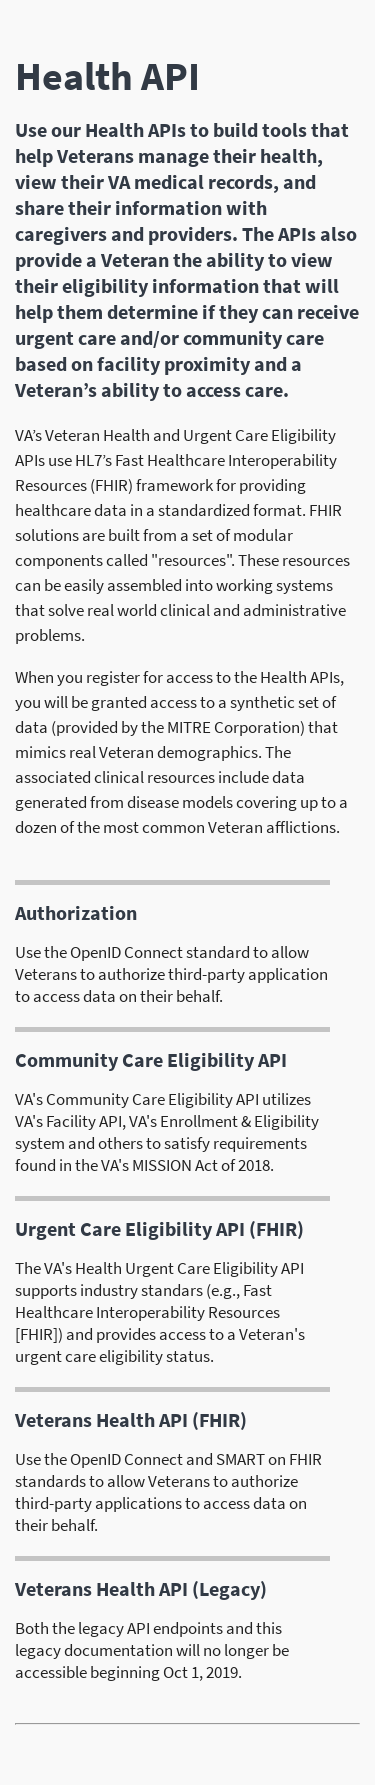 Health API
Use our Health APIs to build tools that
help Veterans manage their health,
view their VA medical records, and
share their information with
caregivers and providers. The APIs also
provide a Veteran the ability to view
their eligibility information that will
help them determine if they can receive
urgent care and/or community care
based on facility proximity and a
Veteran’s ability to access care.
VA’s Veteran Health and Urgent Care Eligibility
APIs use HL7’s Fast Healthcare Interoperability
Resources (FHIR) framework for providing
healthcare data in a standardized format. FHIR
solutions are built from a set of modular
components called "resources". These resources
can be easily assembled into working systems
that solve real world clinical and administrative
problems.
When you register for access to the Health APIs,
you will be granted access to a synthetic set of
data (provided by the MITRE Corporation) that
mimics real Veteran demographics. The
associated clinical resources include data
generated from disease models covering up to a
dozen of the most common Veteran afflictions.
Authorization
Use the OpenID Connect standard to allow
Veterans to authorize third-party application
to access data on their behalf.
Community Care Eligibility API
VA's Community Care Eligibility API utilizes
VA's Facility API, VA's Enrollment & Eligibility
system and others to satisfy requirements
found in the VA's MISSION Act of 2018.
Urgent Care Eligibility API (FHIR)
The VA's Health Urgent Care Eligibility API
supports industry standars (e.g., Fast
Healthcare Interoperability Resources
[FHIR]) and provides access to a Veteran's
urgent care eligibility status.
Veterans Health API (FHIR)
Use the OpenID Connect and SMART on FHIR
standards to allow Veterans to authorize
third-party applications to access data on
their behalf.
Veterans Health API (Legacy)
Both the legacy API endpoints and this
legacy documentation will no longer be
accessible beginning Oct 1, 2019.